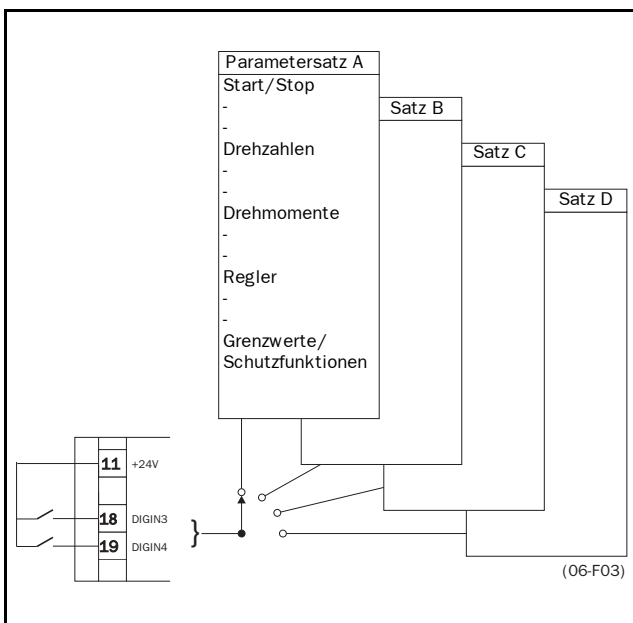 Parametersatz A
Start/Stop
-
-
Drehzahlen
-
-
Drehmomente
-
-
Regler
-
-
Grenzwerte/
Schutzfunktionen
Satz B
Satz C
Satz D
11 +24V
18 DIGIN3
19 DIGIN4
}
(06-F03)